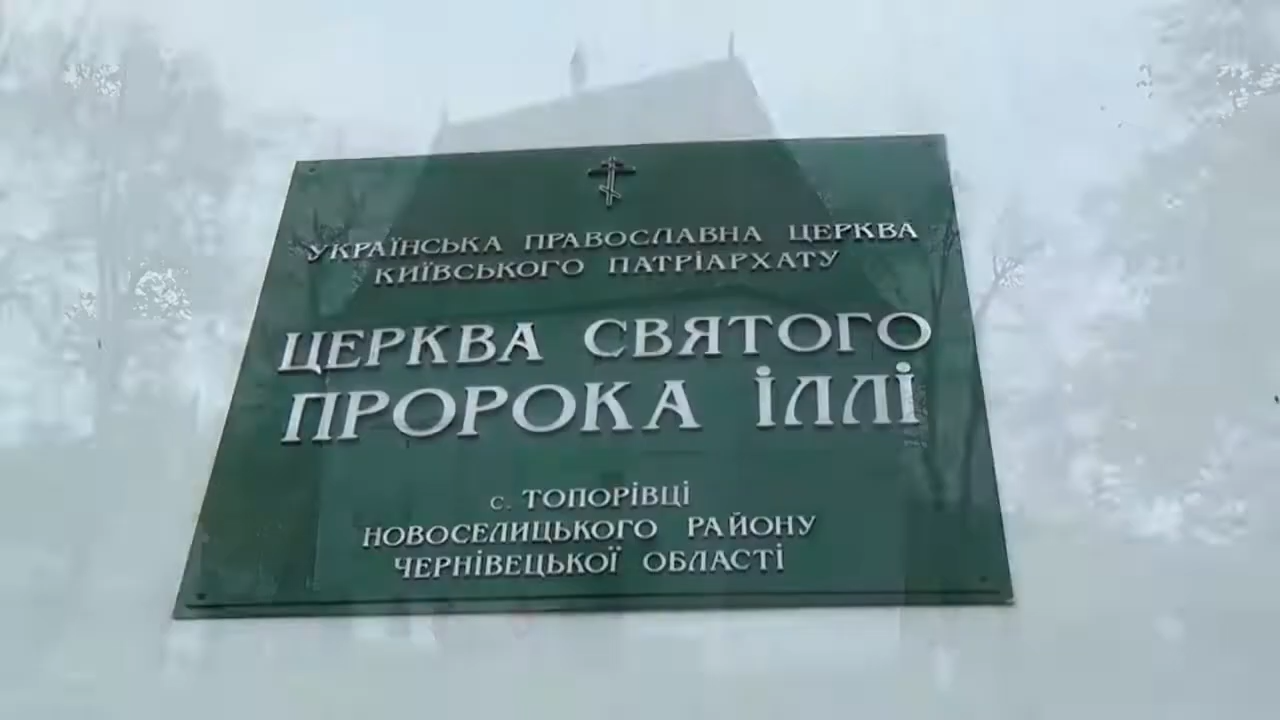 УКРАЇНСЬКА ПРАВОСЛАВНА ЦЕРКВА
КИЇВСЬКОГО ПАТРІАРХАТУ
ЦЕРКВА СВЯТОГО
ПРОРОКА ІЛЛІ
с. ТОПОРІВЦІ
НОВОСЕЛИЦЬКОГО РАЙОНУ
ЧЕРНІВЕЦЬКОЇ ОБЛАСТІ